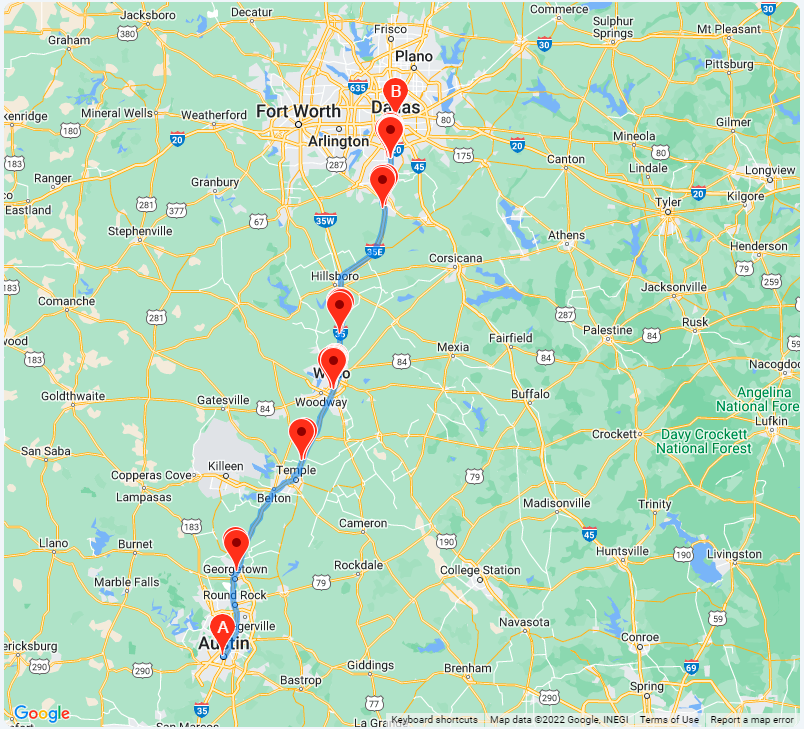 Jacksboro
Decatur
Commerce
30
380
Frisco
Sulphur
Springs
Mt Pleasant
Graham
Plano
30
Pittsburg
635
B
Mineral Wells
Weatherford
Fort Worth
Dallas
80
Gilmer
180
20
Arlington
20
45
175
20
Mineola
80
183
287
Canton
Lindale
Longview
Ranger
Granbury
20
Kilgore
Eastland
281
377
67
35W
Tyler
Stephenville
Athens
35E
Henderson
Corsicana
79
259
Hillsboro
183
Jacksonville
Comanche
281
287
35
Palestine
84
Rusk
183
Fairfield
Mexia
84
84
Nacogdoc
Waco
Goldthwaite
Gatesville
84
Woodway
Buffalo
Angelina
National Fore
Lufkin
Crockett
Davy Crockett
National Forest
San Saba
Killeen
Copperas Cove
Temple
79
Lampasas
Belton
Madisonville
Trinity
183
Cameron
45
Llano
Burnet
190
Huntsville
190
Livingston
Georgetown
Rockdale
College Station
Marble Falls
79
Round Rock
59
A
gerville
Navasota
ericksburg
Austin
Conroe
290
290
Giddings
Brenham
69
Bastrop
Spring
77
290
35
San Marcos
La Grange
Google
Keyboard shortcuts
Map data ©2022 Google, INEGI
Terms of Use
Report a map error